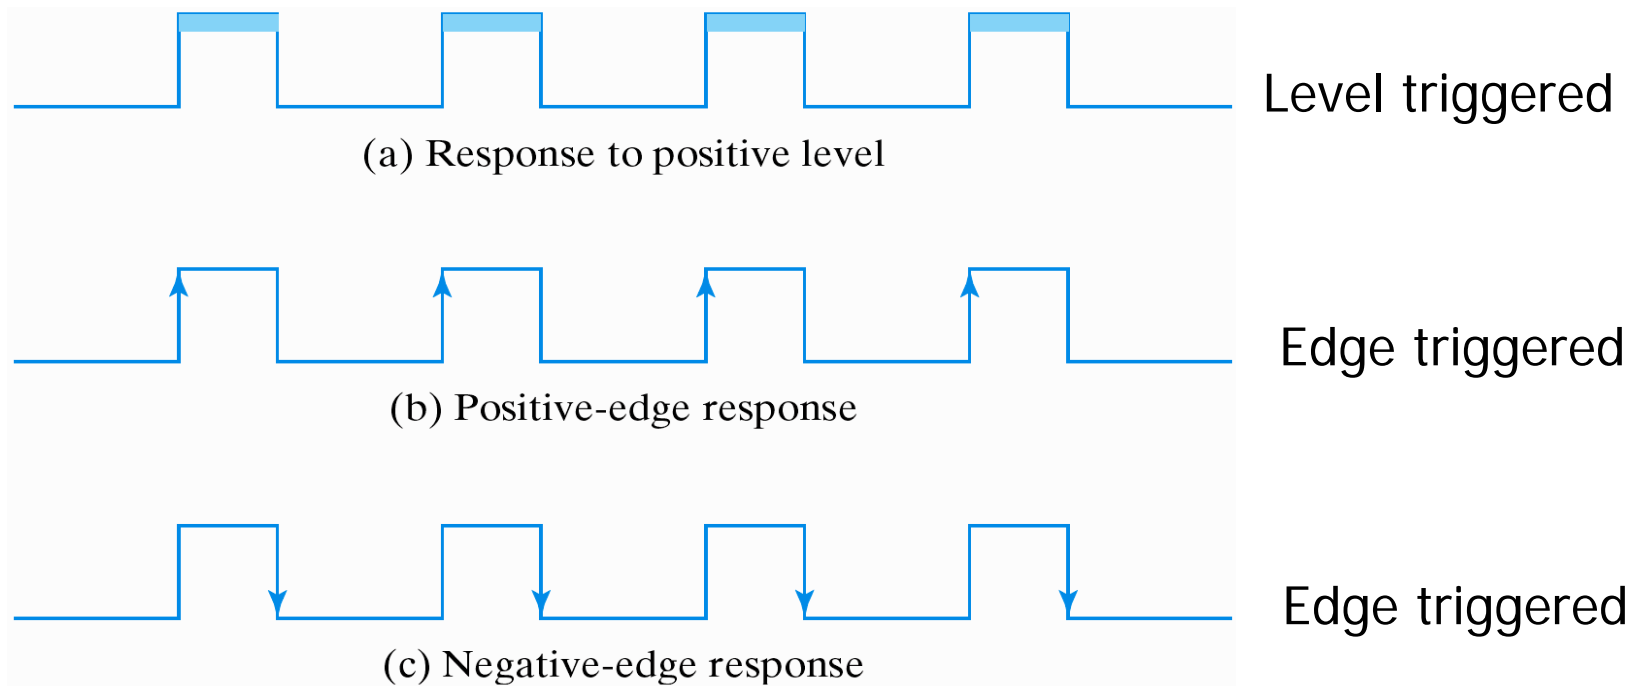 Level triggered
(a) Response to positive level
Edge triggered
(b) Positive-edge response
Edge triggered
(c) Negative-edge response